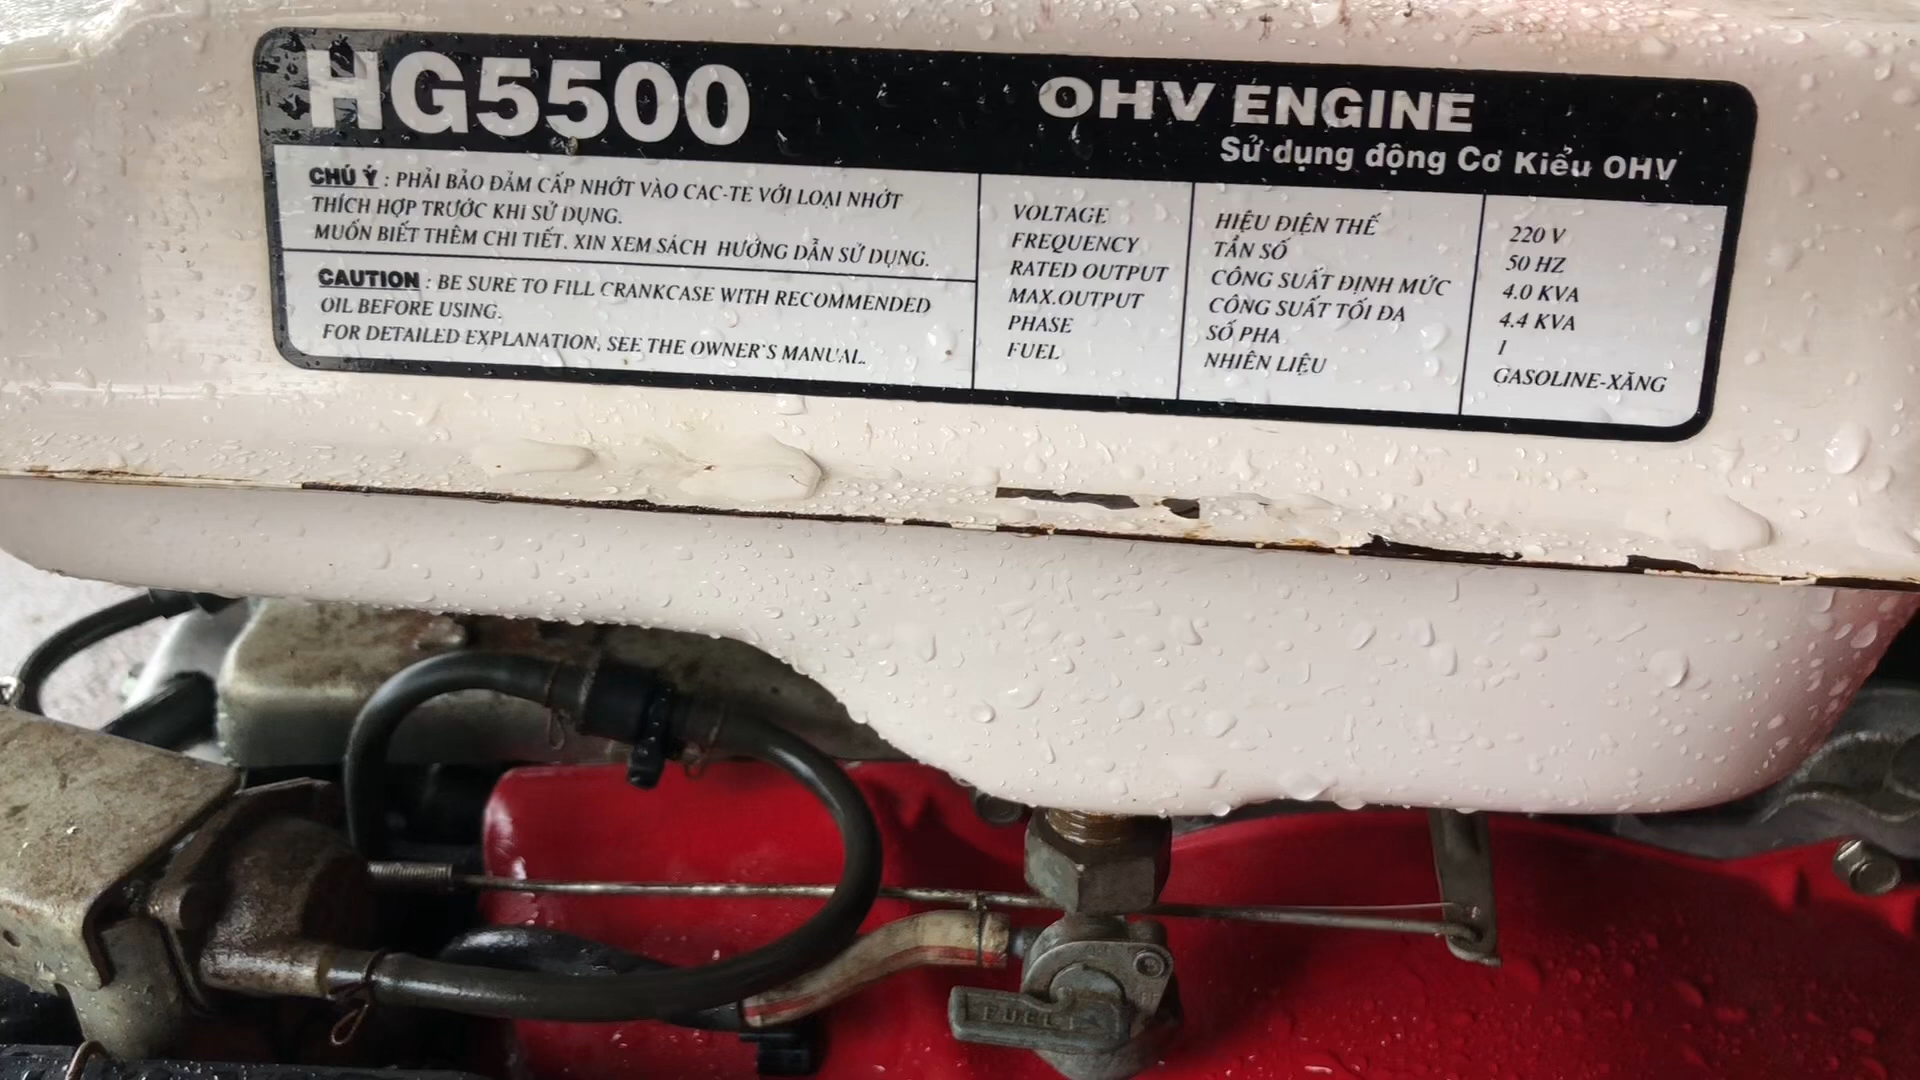 HG5500
OHV ENGINE
Sử dụng động Cơ Kiểu OHV
CHÚ Ý : PHẢI BẢO ĐẢM CẤP NHỚT VÀO CAC-TE VỚI LOẠI NHỚT
THÍCH HỢP TRƯỚC KHI SỬ DỤNG.
MUỐN BIẾT THÊM CHI TIẾT. XIN XEM SÁCH HƯỚNG DẪN SỬ DỤNG.
CAUTION : BE SURE TO FILL CRANKCASE WITH RECOMMENDED
OIL BEFORE USING.
FOR DETAILED EXPLANATION, SEE THE OWNER`S MANUAL.
VOLTAGE HIỆU ĐIỆN THẾ 220 V
FREQUENCY TẦN SỐ 50 HZ
RATED OUTPUT CÔNG SUẤT ĐỊNH MỨC 4.0 KVA
MAX.OUTPUT CÔNG SUẤT TỐI ĐA 4.4 KVA
PHASE SỐ PHA 1
FUEL NHIÊN LIỆU GASOLINE-XĂNG
FUEL